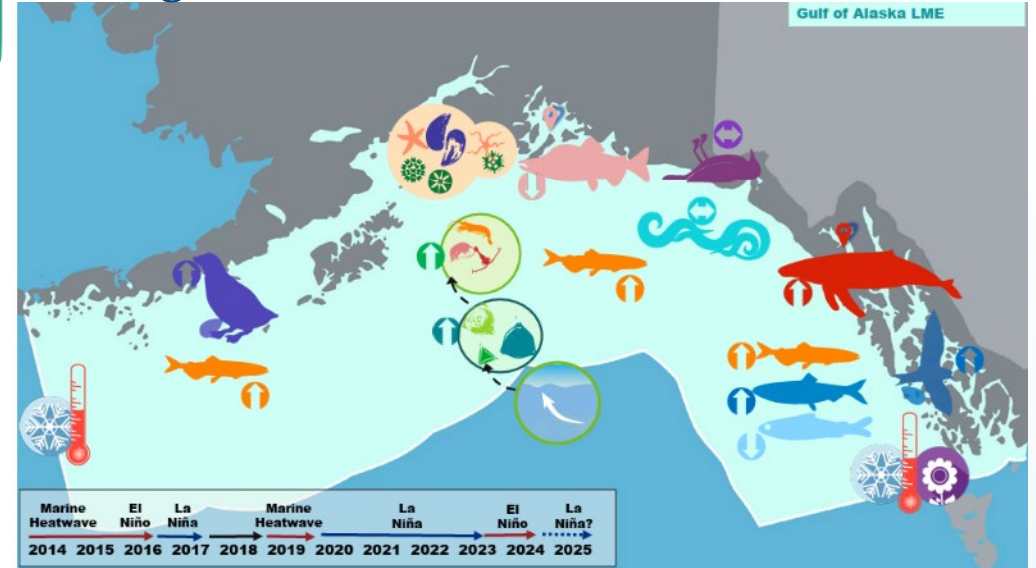 Gulf of Alaska LME
Marine Heatwave
El Niño
La Niña
Marine Heatwave
La Niña
El Niño
La Niña?
2014 2015 2016 2017 2018 2019 2020 2021 2022 2023 2024 2025